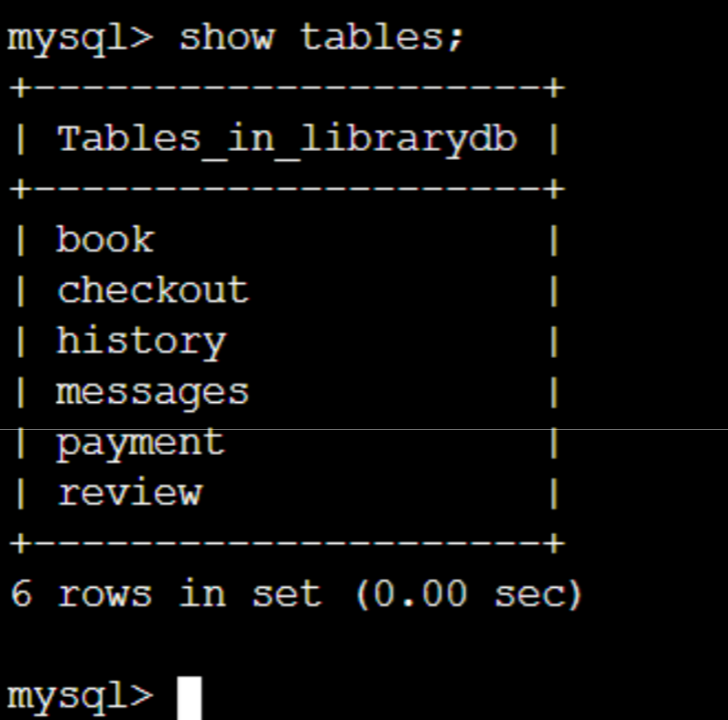 mysql> show tables;
+---------------------+
| Tables_in_librarydb |
+---------------------+
| book                |
| checkout            |
| history             |
| messages            |
| payment             |
| review              |
+---------------------+
6 rows in set (0.00 sec)
mysql>